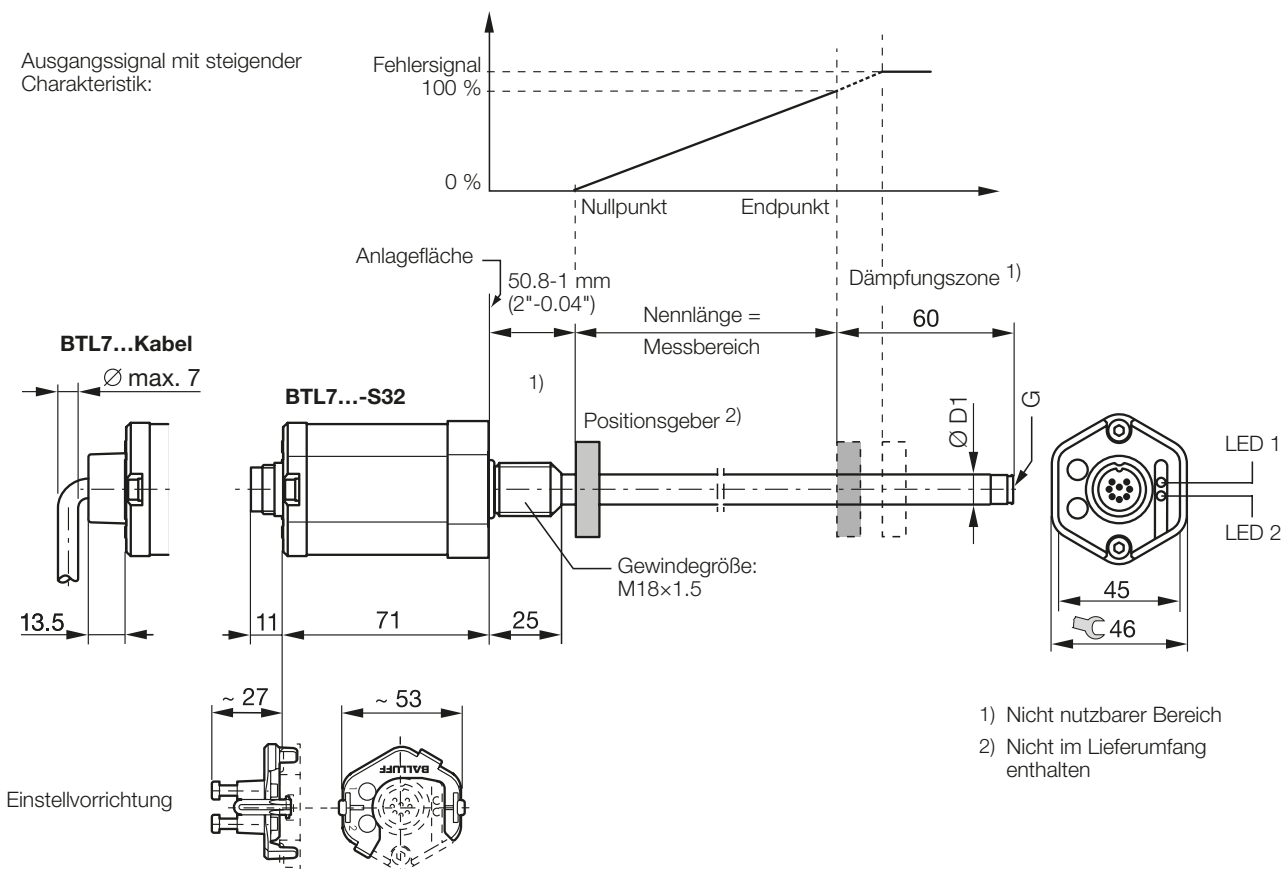 Ausgangssignal mit steigender
Charakteristik:
Fehlersignal
100 %
0 %
Nullpunkt
Endpunkt
Anlagefläche
50.8-1 mm
(2"-0.04")
Nennlänge =
Messbereich
Dämpfungszone 1)
60
BTL7...Kabel
Ø max. 7
BTL7...-S32
1)
Positionsgeber 2)
Ø D1
G
LED 1
LED 2
Gewindegröße:
M18×1.5
13.5
11
71
25
45
46
~ 27
~ 53
BALLUFF
1
2
Einstellvorrichtung
1) Nicht nutzbarer Bereich
2) Nicht im Lieferumfang
enthalten